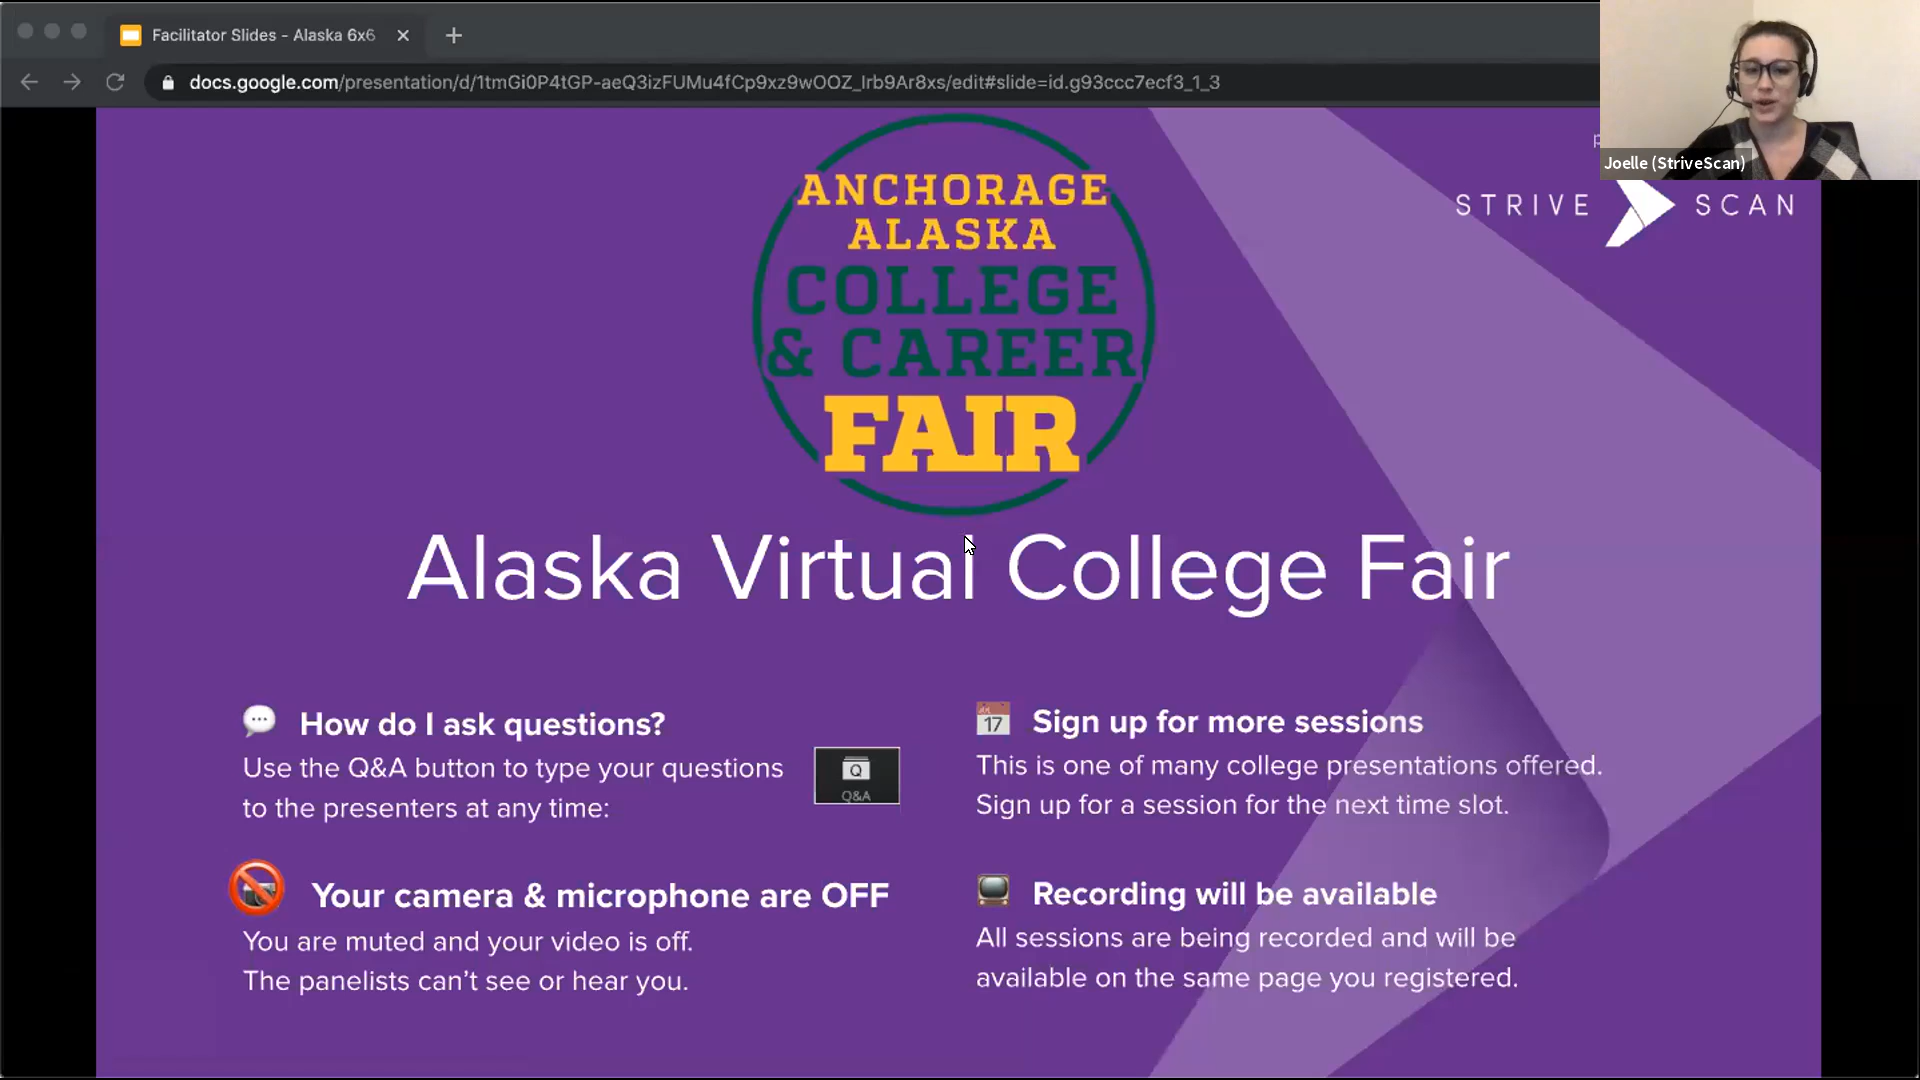 Facilitator Slides - Alaska 6x6
docs.google.com/presentation/d/1tmGi0P4tGP-aeQ3izFUMu4fCp9xz9wOOZ_Irb9Ar8xs/edit#slide=id.g93ccc7ecf3_1_3
Joelle (StriveScan)
STRIVE SCAN
ANCHORAGE
ALASKA
COLLEGE
& CAREER
FAIR
Alaska Virtual College Fair
How do I ask questions?
Use the Q&A button to type your questions
to the presenters at any time:
Q
Q&A
Your camera & microphone are OFF
You are muted and your video is off.
The panelists can’t see or hear you.
JUL
17
Sign up for more sessions
This is one of many college presentations offered.
Sign up for a session for the next time slot.
Recording will be available
All sessions are being recorded and will be
available on the same page you registered.